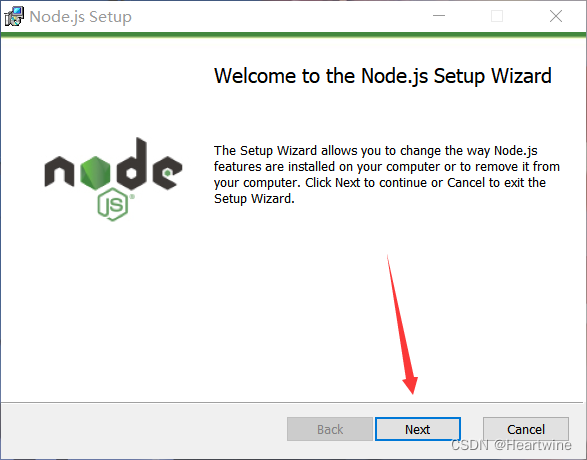 Node.js Setup
Welcome to the Node.js Setup Wizard
node
JS®
The Setup Wizard allows you to change the way Node.js
features are installed on your computer or to remove it from
your computer. Click Next to continue or Cancel to exit the
Setup Wizard.
Back Next Cancel
CSDN @Heartwine